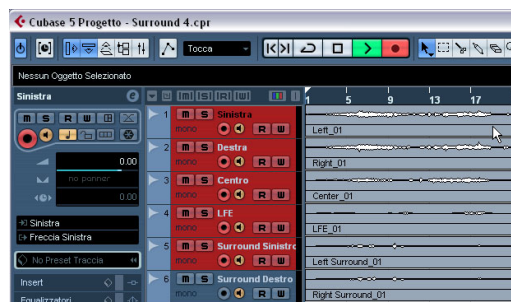 Cubase 5 Progetto - Surround 4.cpr
Tocca
Nessun Oggetto Selezionato
Sinistra
m S R W
0.00
no panner
0.00
Sinistra
Freccia Sinistra
No Preset Traccia
Insert
Equalizzatori
m S R W
1 5 9 13 17
1 m S Sinistra
mono R W
Left_01
2 m S Destra
mono R W
Right_01
3 m S Centro
mono R W
Center_01
4 m S LFE
mono R W
LFE_01
5 m S Surround Sinistro
mono R W
Left Surround_01
6 m S Surround Destro
mono R W
Right Surround_01